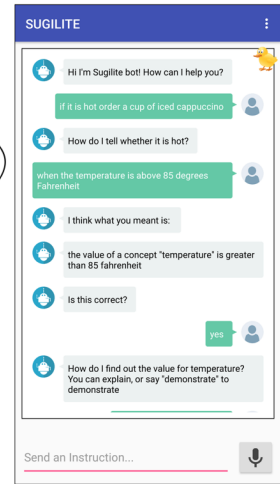 SUGILITE
Hi I'm Sugilite bot! How can I help you?
if it is hot order a cup of iced cappuccino
How do I tell whether it is hot?
when the temperature is above 85 degrees
Fahrenheit
I think what you meant is:
the value of a concept "temperature" is greater
than 85 fahrenheit
Is this correct?
yes
How do I find out the value for temperature?
You can explain, or say "demonstrate" to
demonstrate
Send an Instruction...